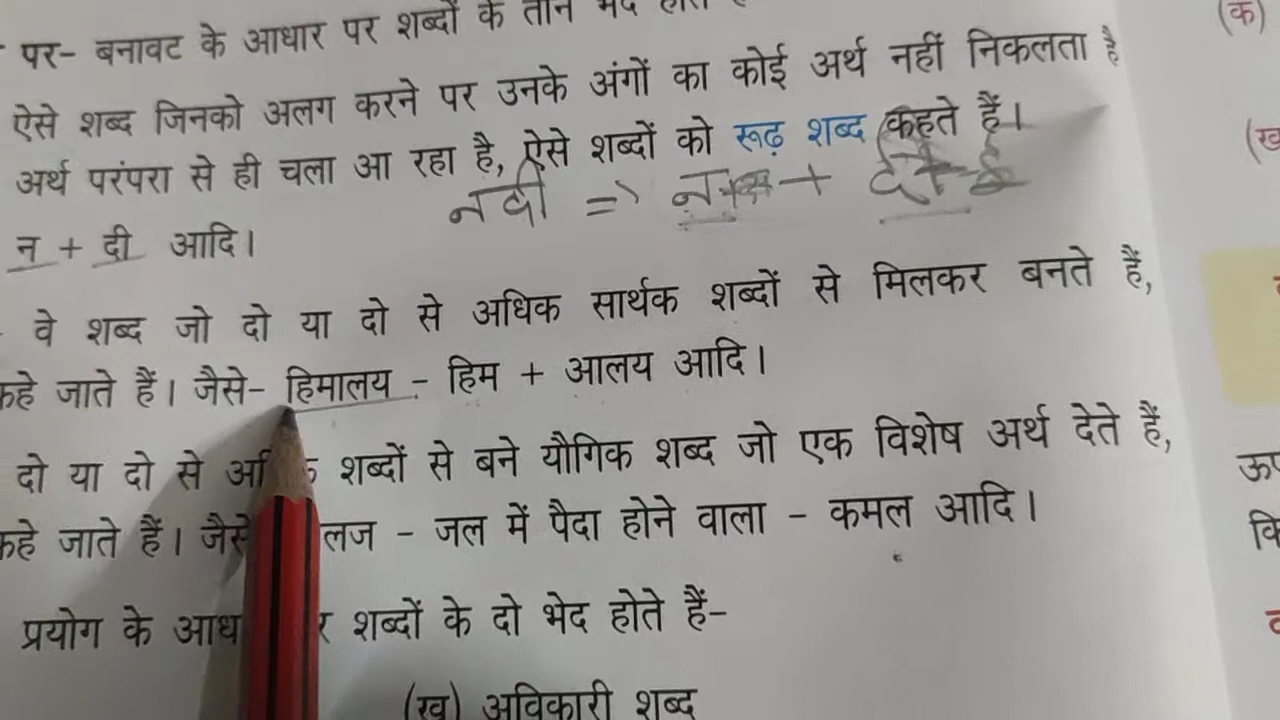 पर- बनावट के आधार पर शब्दों के तीन भेद होते
(क)
ऐसे शब्द जिनको अलग करने पर उनके अंगों का कोई अर्थ नहीं निकलता है
अर्थ परंपरा से ही चला आ रहा है, ऐसे शब्दों को रूढ़ शब्द कहते हैं।
(ख
नदी => न +
न + दी आदि।
वे शब्द जो दो या दो से अधिक सार्थक शब्दों से मिलकर बनते हैं,
कहे जाते हैं। जैसे- हिमालय - हिम + आलय आदि।
दो या दो से अ शब्दों से बने यौगिक शब्द जो एक विशेष अर्थ देते हैं,
कहे जाते हैं। जैसे लज - जल में पैदा होने वाला - कमल आदि।
प्रयोग के आध र शब्दों के दो भेद होते हैं-
(ख) अविकारी शब्द